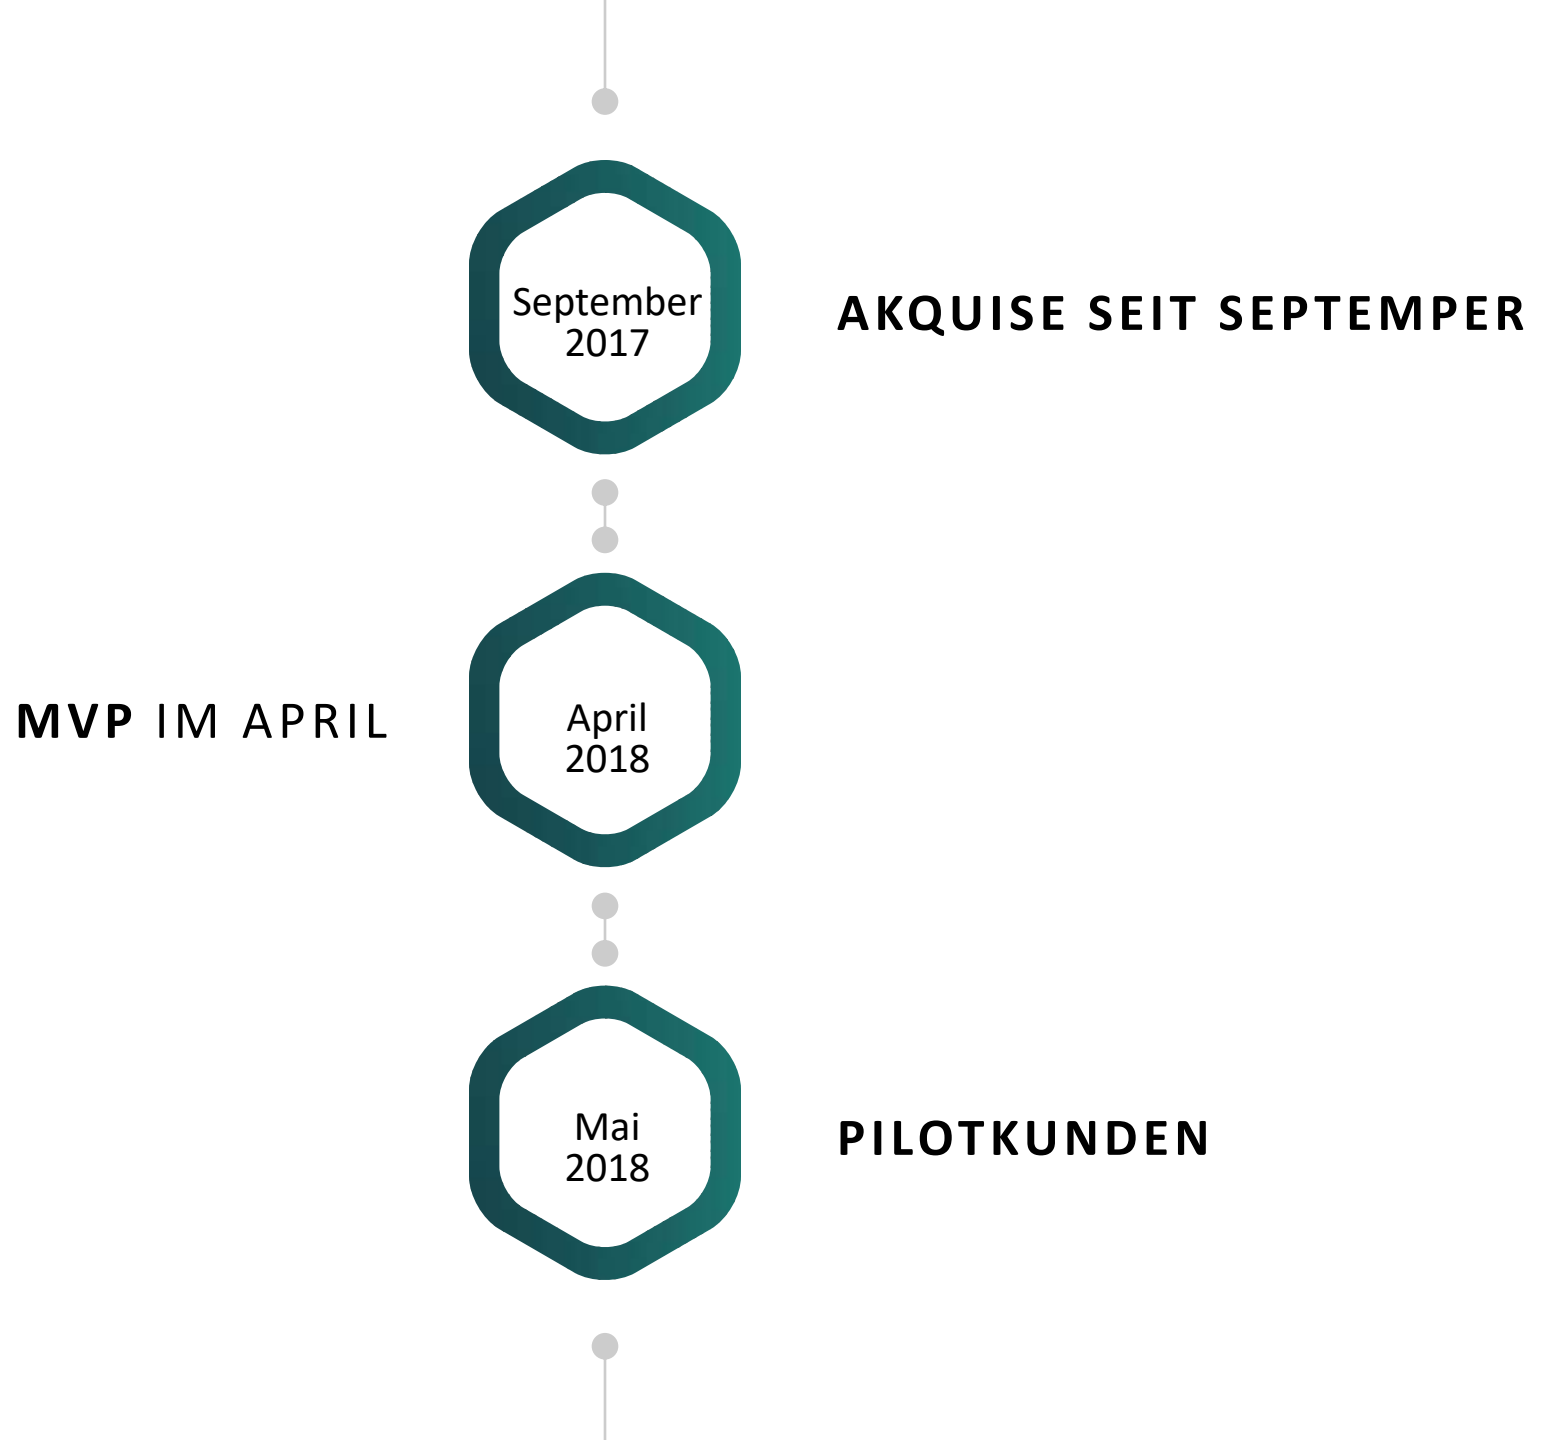 September
2017
AKQUISE SEIT SEPTEMPER
MVP IM APRIL
April
2018
Mai
2018
PILOTKUNDEN